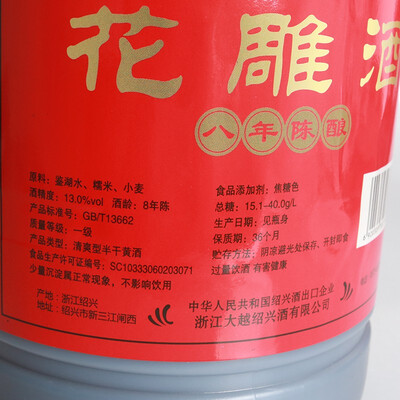 花雕酒
八年陈酿
原料：鉴湖水、糯米、小麦
酒精度：13.0%vol 酒龄：8年陈
产品标准号：GB/T13662
质量等级：一级
产品类型：清爽型半干黄酒
食品生产许可证编号：SC10333060203071
少量沉淀属正常现象，不影响饮用
食品添加剂：焦糖色
总糖：15.1-40.0g/L
生产日期：见瓶身
保质期：36个月
贮存方法：阴凉避光处保存、开封即食
过量饮酒 有害健康
产地：浙江绍兴
地址：绍兴市新三江闸西
中华人民共和国绍兴酒出口企业
浙江大越绍兴酒有限公司